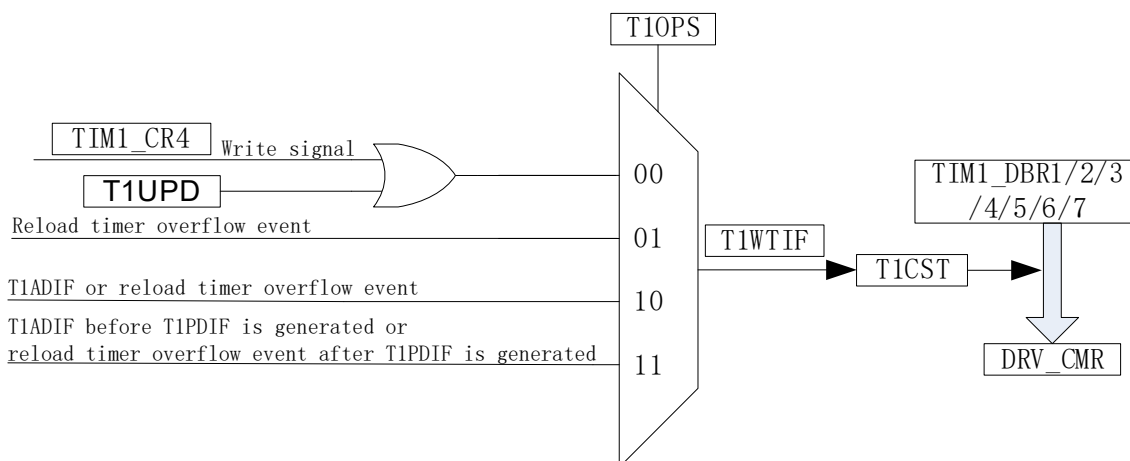 T1OPS
TIM1_CR4
Write signal
T1UPD
00
TIM1_DBR1/2/3
/4/5/6/7
Reload timer overflow event
01
T1WTIF
T1CST
T1ADIF or reload timer overflow event
10
T1ADIF before T1PDIF is generated or
reload timer overflow event after T1PDIF is generated
11
DRV_CMR